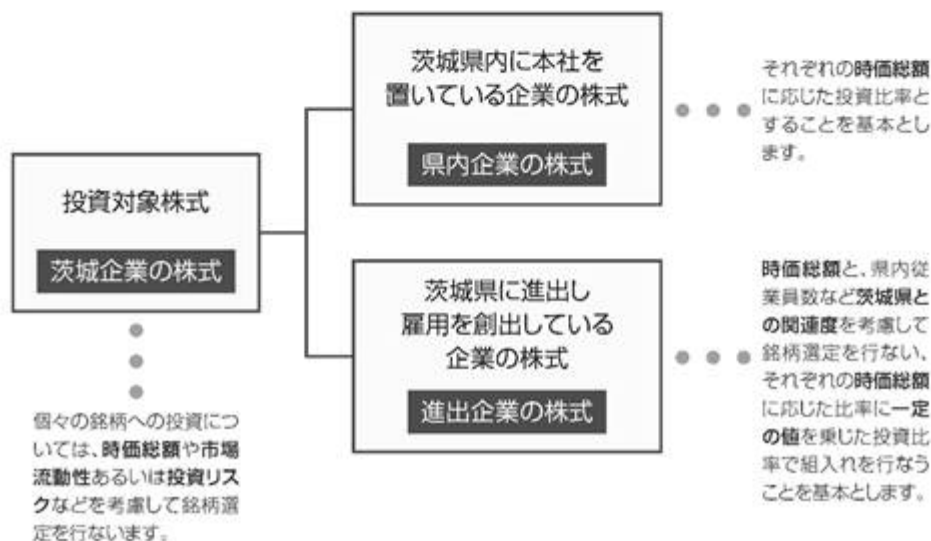 投資対象株式
茨城企業の株式
個々の銘柄への投資につ
いては、時価総額や市場
流動性あるいは投資リス
クなどを考慮して銘柄選
定を行ないます。
茨城県内に本社を
置いている企業の株式
県内企業の株式
それぞれの時価総額
に応じた投資比率と
することを基本とし
ます。
茨城県に進出し
雇用を創出している
企業の株式
進出企業の株式
時価総額と、県内従
業員数など茨城県と
の関連度を考慮して
銘柄選定を行ない、
それぞれの時価総額
に応じた比率に一定
の値を乗じた投資比
率で組入れを行なう
ことを基本とします。